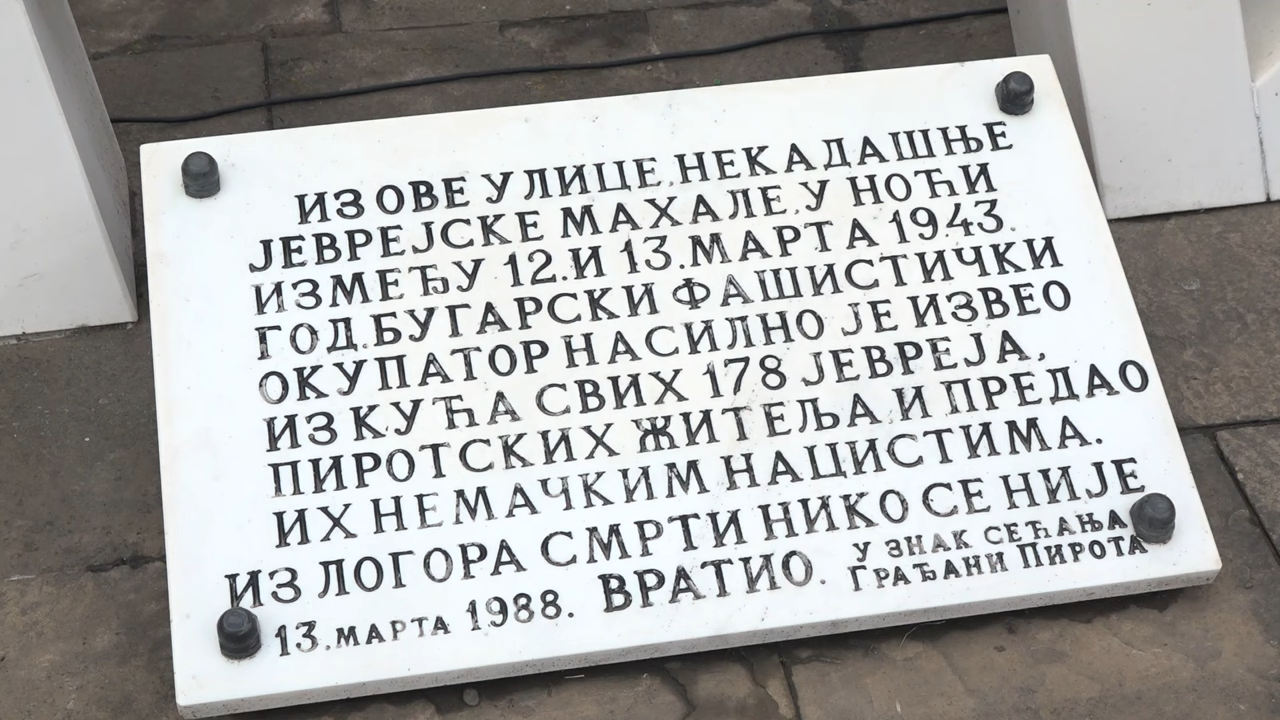 ИЗ ОВЕ УЛИЦЕ, НЕКАДАШЊЕ
ЈЕВРЕЈСКЕ МАХАЛЕ, У НОЋИ
ИЗМЕЂУ 12. И 13. МАРТА 1943.
ГОД. БУГАРСКИ ФАШИСТИЧКИ
ОКУПАТОР НАСИЛНО ЈЕ ИЗВЕО
ИЗ КУЋА СВИХ 178 ЈЕВРЕЈА,
ПИРОТСКИХ ЖИТЕЉА И ПРЕДАО
ИХ НЕМАЧКИМ НАЦИСТИМА.
ИЗ ЛОГОРА СМРТИ НИКО СЕ НИЈЕ
ВРАТИО.
13. МАРТА 1988.
У ЗНАК СЕЋАЊА
ГРАЂАНИ ПИРОТА